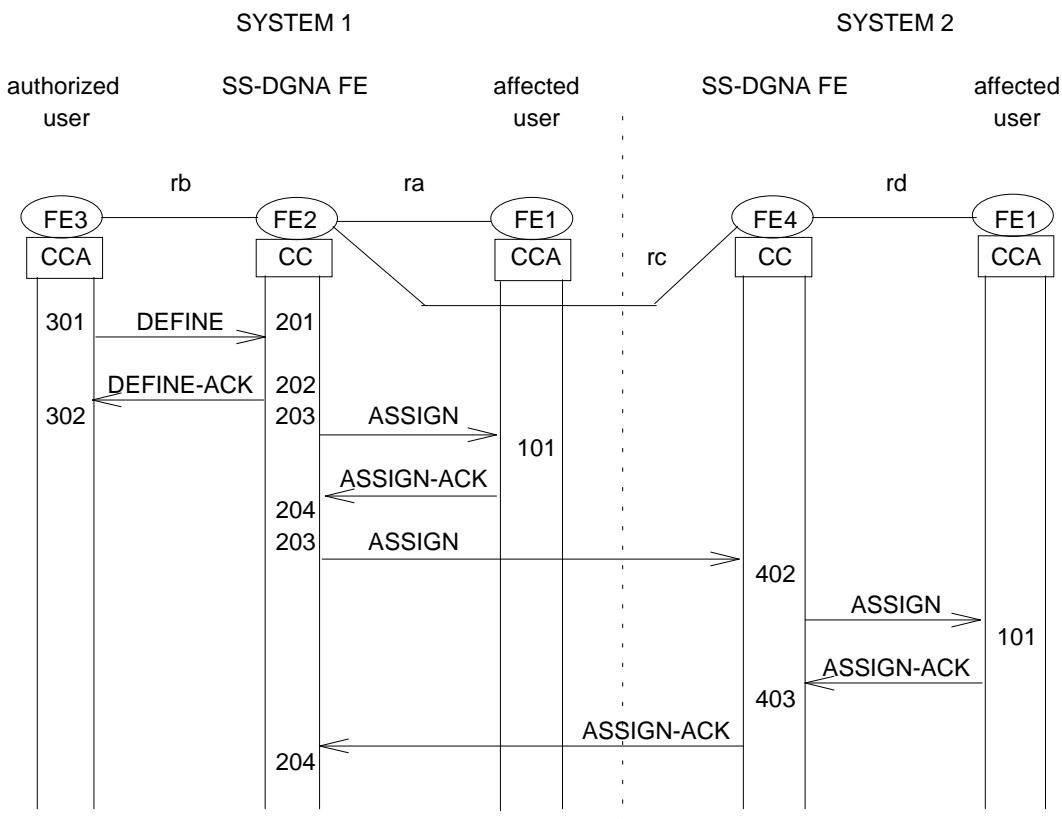 SYSTEM 1 SYSTEM 2
authorized SS-DGNA FE affected SS-DGNA FE affected
user user user
rb ra rd
FE3 FE2 FE1 FE4 FE1
CCA CC CCA rc CC CCA
301 DEFINE 201
DEFINE-ACK 202
302 203 ASSIGN
101
ASSIGN-ACK
204
203 ASSIGN
402
ASSIGN
101
ASSIGN-ACK
403
ASSIGN-ACK
204